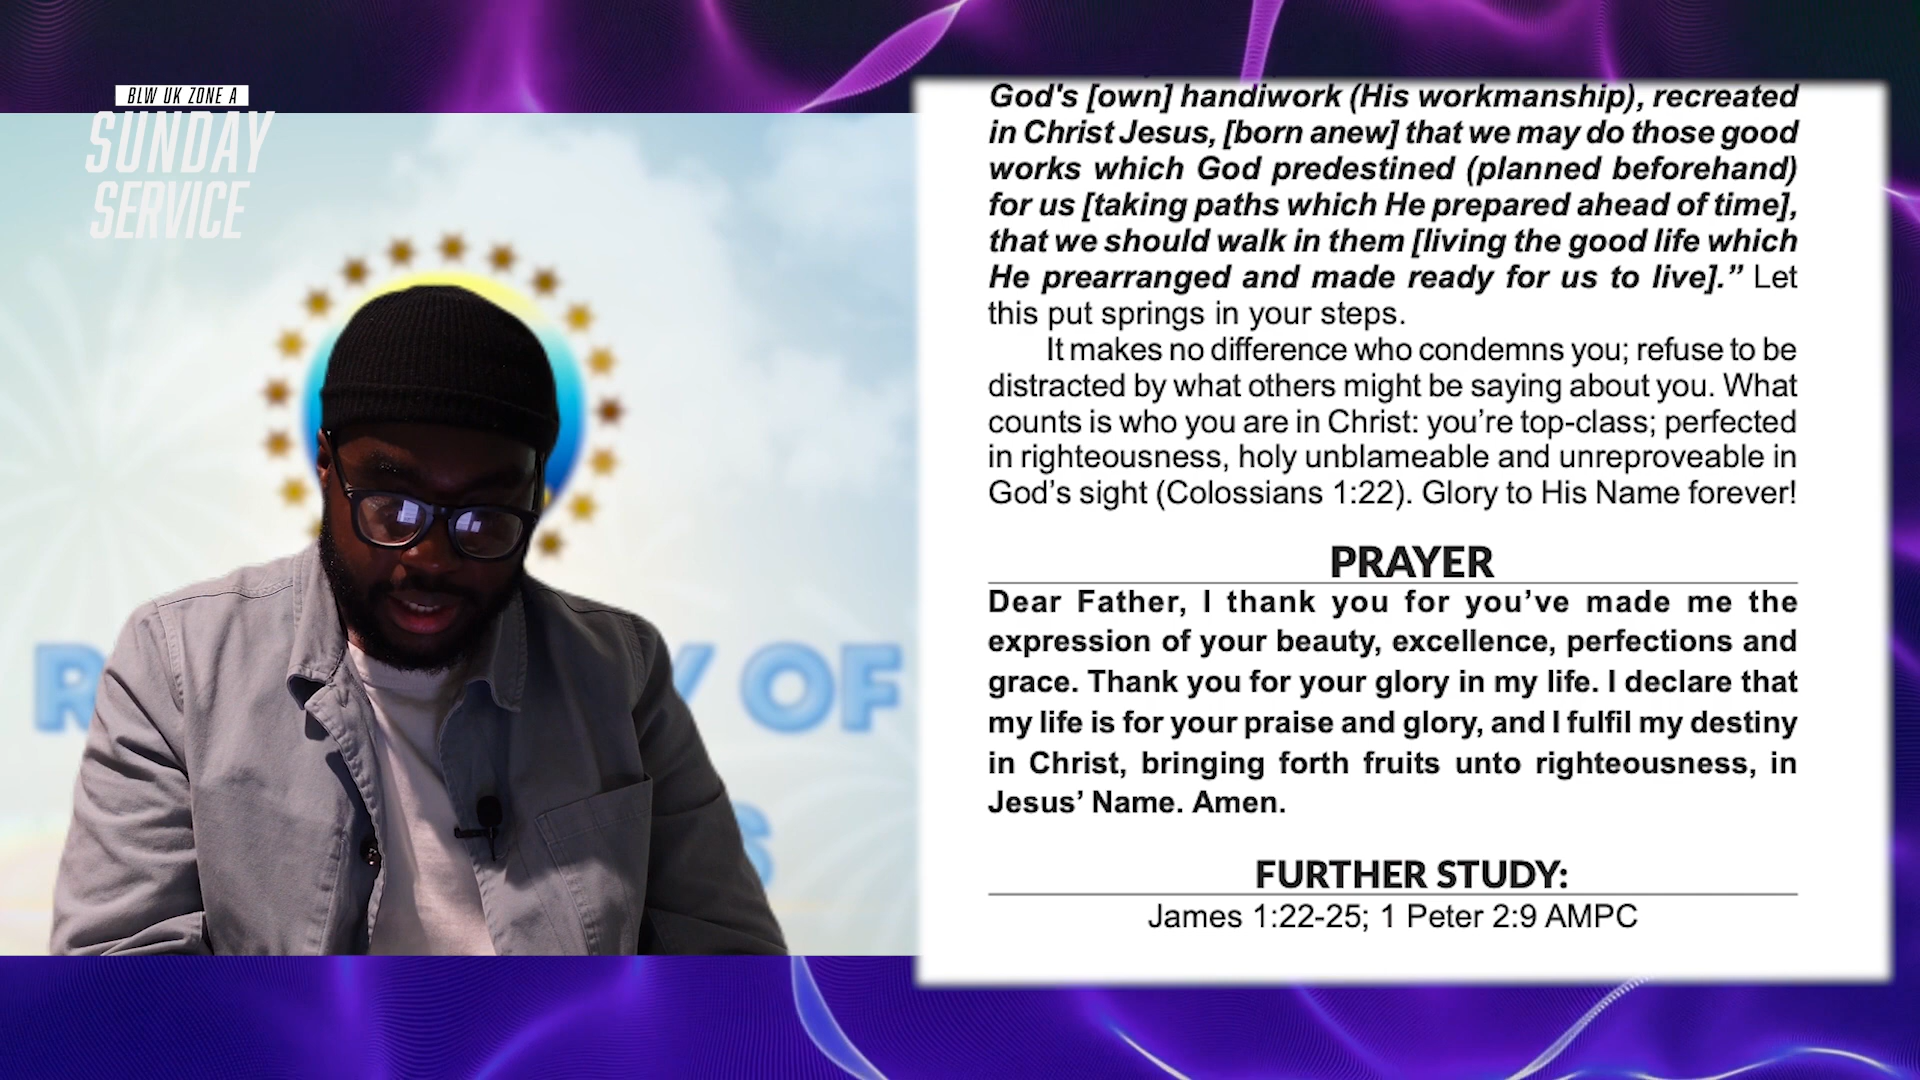 BLW UK ZONE A
SUNDAY
SERVICE
God's [own] handiwork (His workmanship), recreated
in Christ Jesus, [born anew] that we may do those good
works which God predestined (planned beforehand)
for us [taking paths which He prepared ahead of time],
that we should walk in them [living the good life which
He prearranged and made ready for us to live].” Let
this put springs in your steps.
It makes no difference who condemns you; refuse to be
distracted by what others might be saying about you. What
counts is who you are in Christ: you’re top-class; perfected
in righteousness, holy unblameable and unreproveable in
God’s sight (Colossians 1:22). Glory to His Name forever!
PRAYER
Dear Father, I thank you for you’ve made me the
expression of your beauty, excellence, perfections and
grace. Thank you for your glory in my life. I declare that
my life is for your praise and glory, and I fulfil my destiny
in Christ, bringing forth fruits unto righteousness, in
Jesus’ Name. Amen.
FURTHER STUDY:
James 1:22-25; 1 Peter 2:9 AMPC
OF